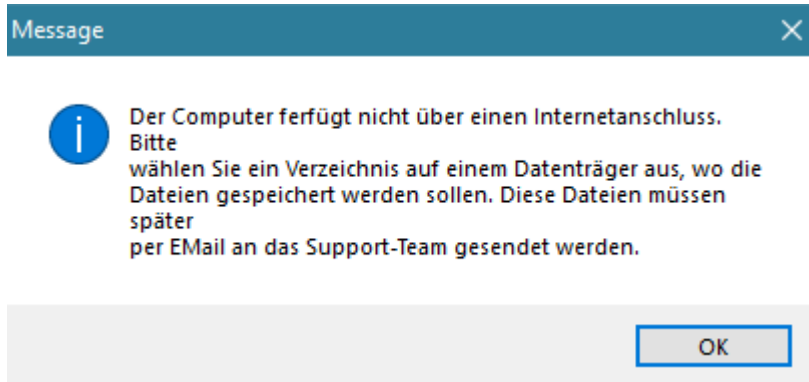 Message
Der Computer ferfügt nicht über einen Internetanschluss.
Bitte
wählen Sie ein Verzeichnis auf einem Datenträger aus, wo die
Dateien gespeichert werden sollen. Diese Dateien müssen
später
per EMail an das Support-Team gesendet werden.
OK